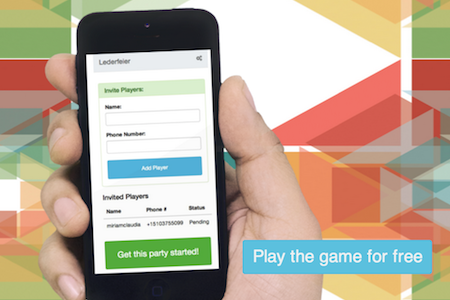 Lederfeier
Invite Players:
Name:
Phone Number:
Add Player
Invited Players
Name Phone # Status
miriamclaudia +15103755099 Pending
Get this party started!
Play the game for free